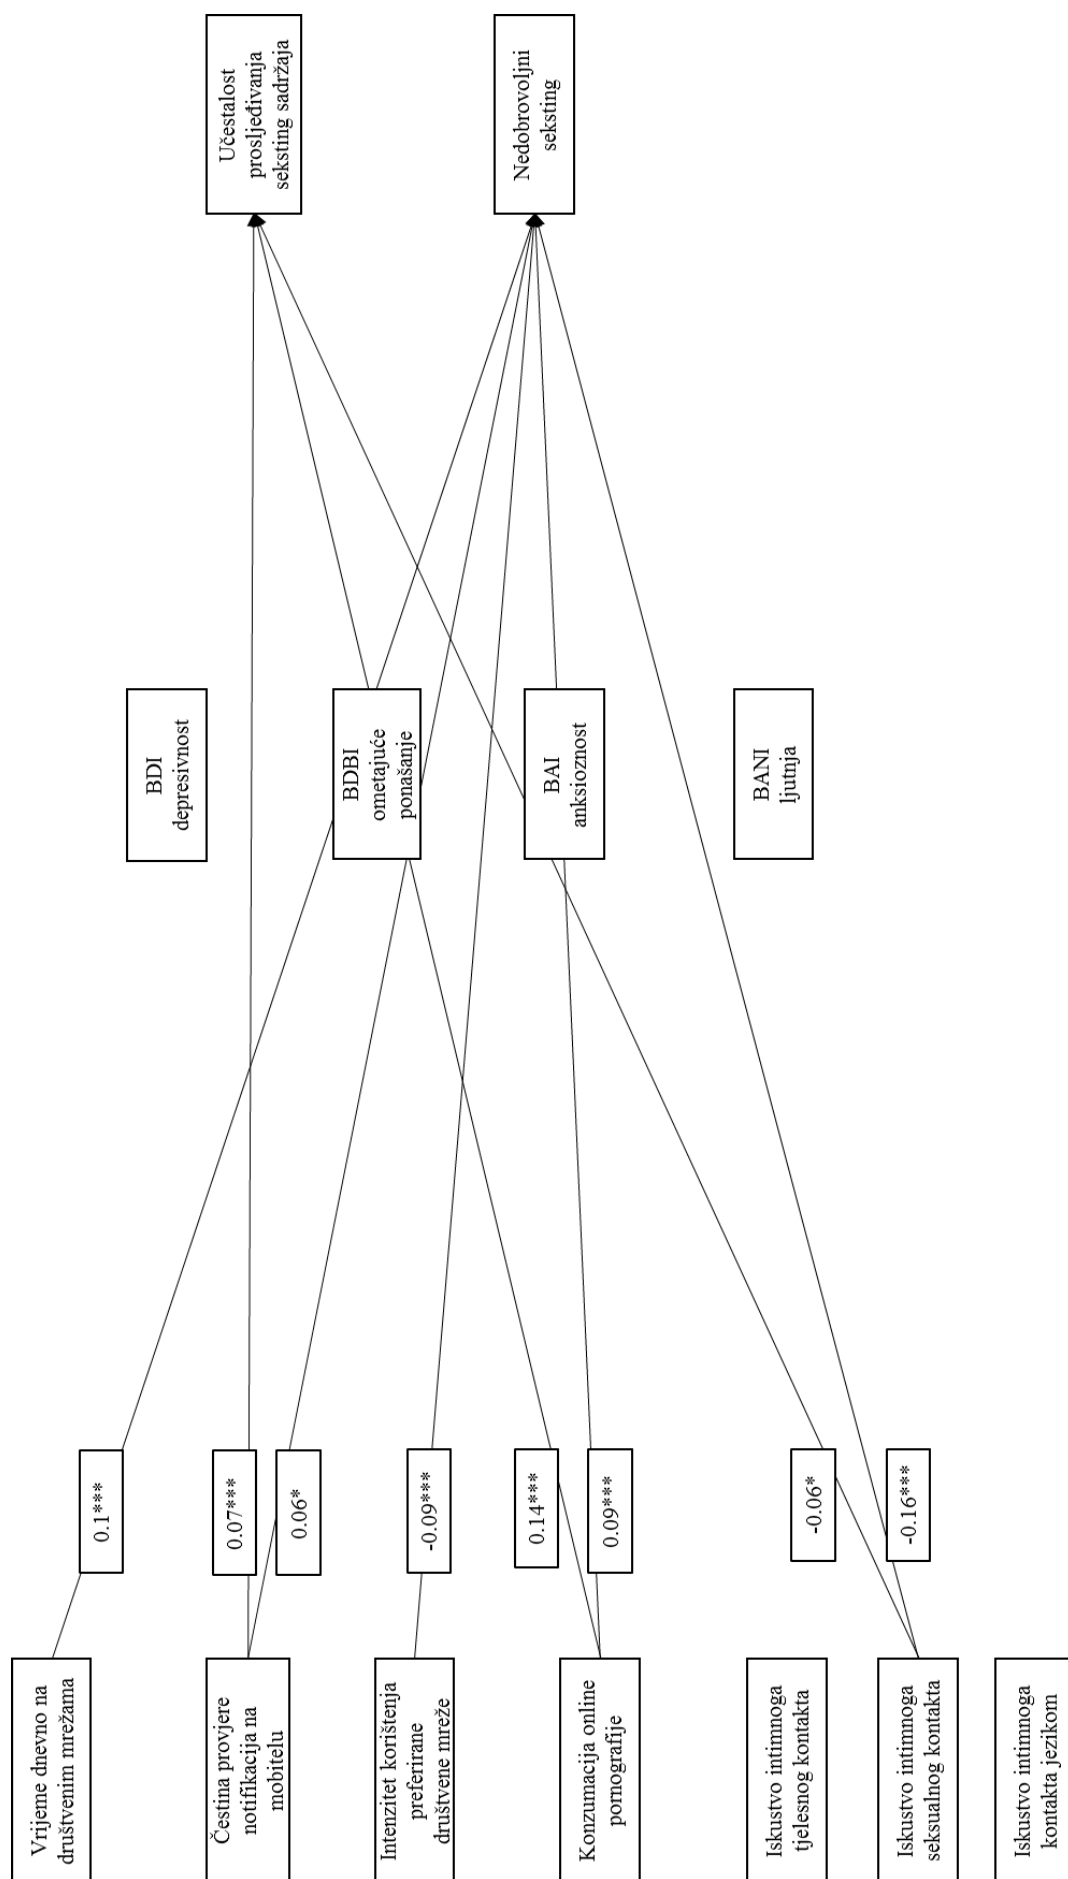 Vrijeme dnevno na
društvenim mrežama
Čestina provjere
notifikacija na
mobitelu
Intenzitet korištenja
preferirane
društvene mreže
Konzumacija online
pornografije
Iskustvo intimnoga
tjelesnog kontakta
Iskustvo intimnoga
seksualnog kontakta
Iskustvo intimnoga
kontakta jezikom
0.1***
0.07***
0.06*
-0.09***
0.14***
0.09***
-0.06*
-0.16***
BDI
depresivnost
BDBI
ometajuće
ponašanje
BAI
anksioznost
BANI
ljutnja
Učestalost
prosljeđivanja
seksting sadržaja
Nedobrovoljni
seksting